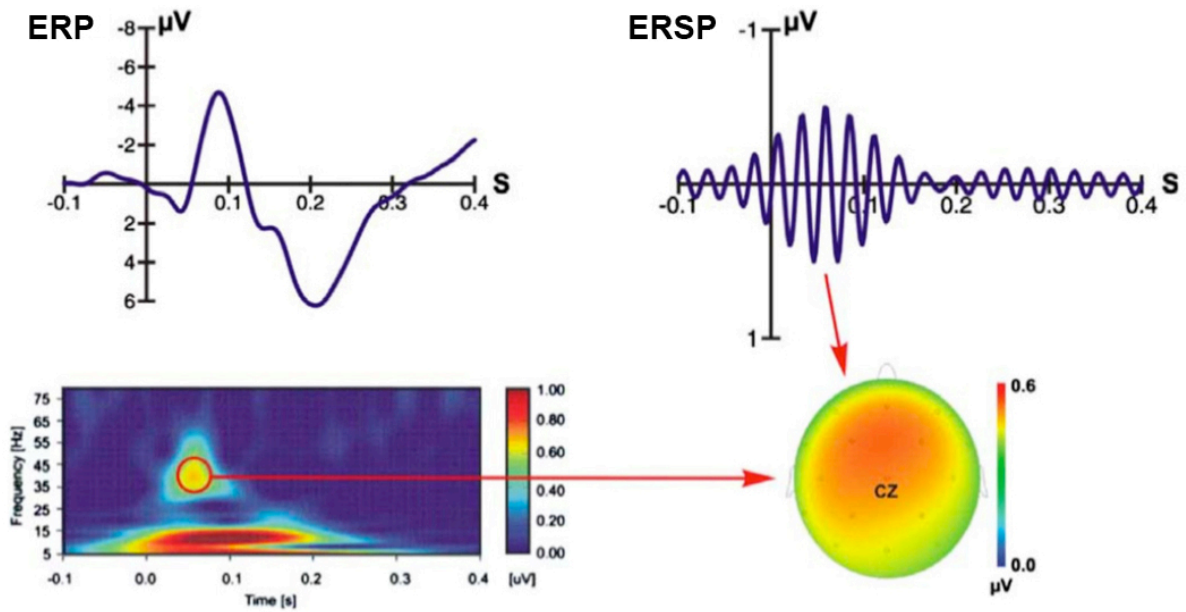 ERP
-8 µV
-6
-4
-2
-0.1 0.1 0.2 0.3 0.4 S
2
4
6
ERSP
-1 µV
-0.1 0.1 0.2 0.3 0.4 S
1
Frequency [Hz]
75
65
55
45
35
25
15
5
-0.1 0.0 0.1 0.2 0.3 0.4
Time [s]
1.00
0.80
0.60
0.40
0.20
0.00
[uV]
CZ
0.6
0.0
µV